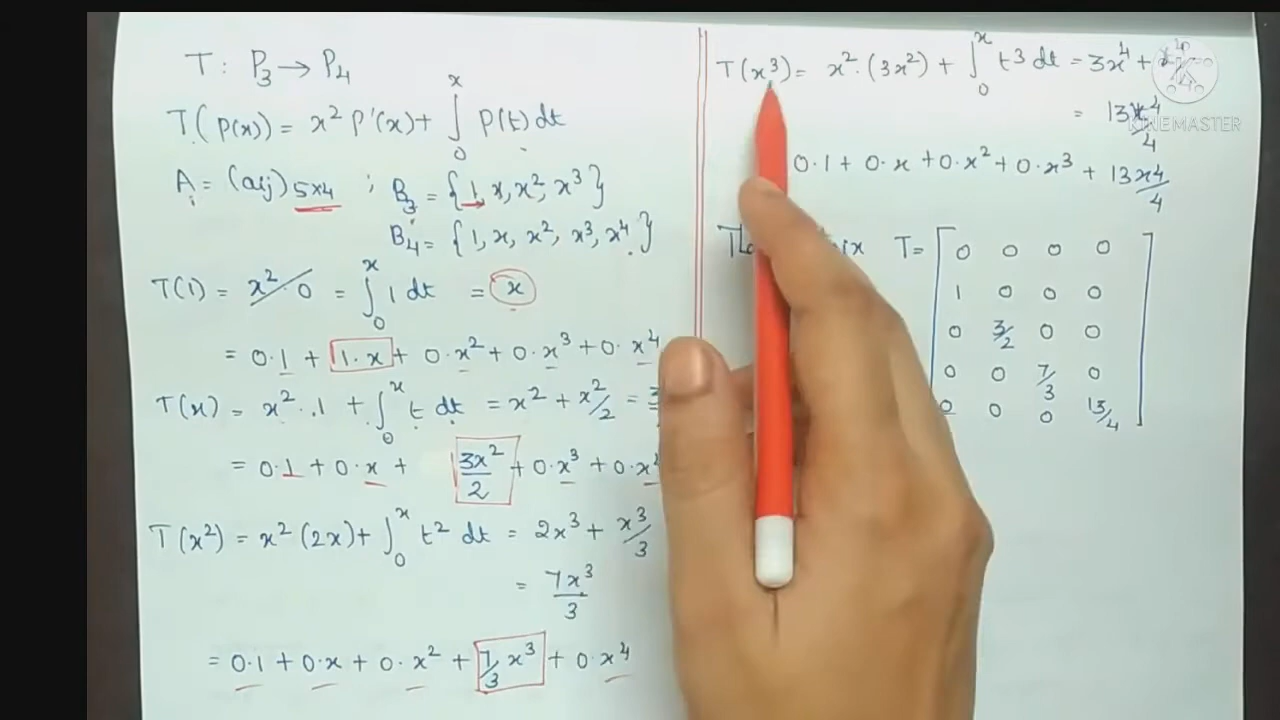 T : P₃ → P₄
T(p(x)) = x² p'(x) + ∫₀ˣ p(t) dt
A = (aij)₅ₓ₄ ; B₃ = {1, x, x², x³}
B₄ = {1, x, x², x³, x⁴}
T(1) = x² · 0 = ∫₀ˣ 1 dt = x
= 0·1 + 1·x + 0·x² + 0·x³ + 0·x⁴
T(x) = x² · 1 + ∫₀ˣ t dt = x² + x²/2 =
= 0·1 + 0·x + 3x²/2 + 0·x³ + 0·x
T(x²) = x² (2x) + ∫₀ˣ t² dt = 2x³ + x³/3
= 7x³/3
= 0·1 + 0·x + 0·x² + 7/3 x³ + 0·x⁴
T(x³) = x² · (3x²) + ∫₀ˣ t³ dt = 3x⁴ +
= 13x⁴/4
0·1 + 0·x + 0·x² + 0·x³ + 13x⁴/4
T =
0 0 0 0
1 0 0 0
0 3/2 0 0
0 0 7/3 0
0 0 0 13/4
K
KINEMASTER